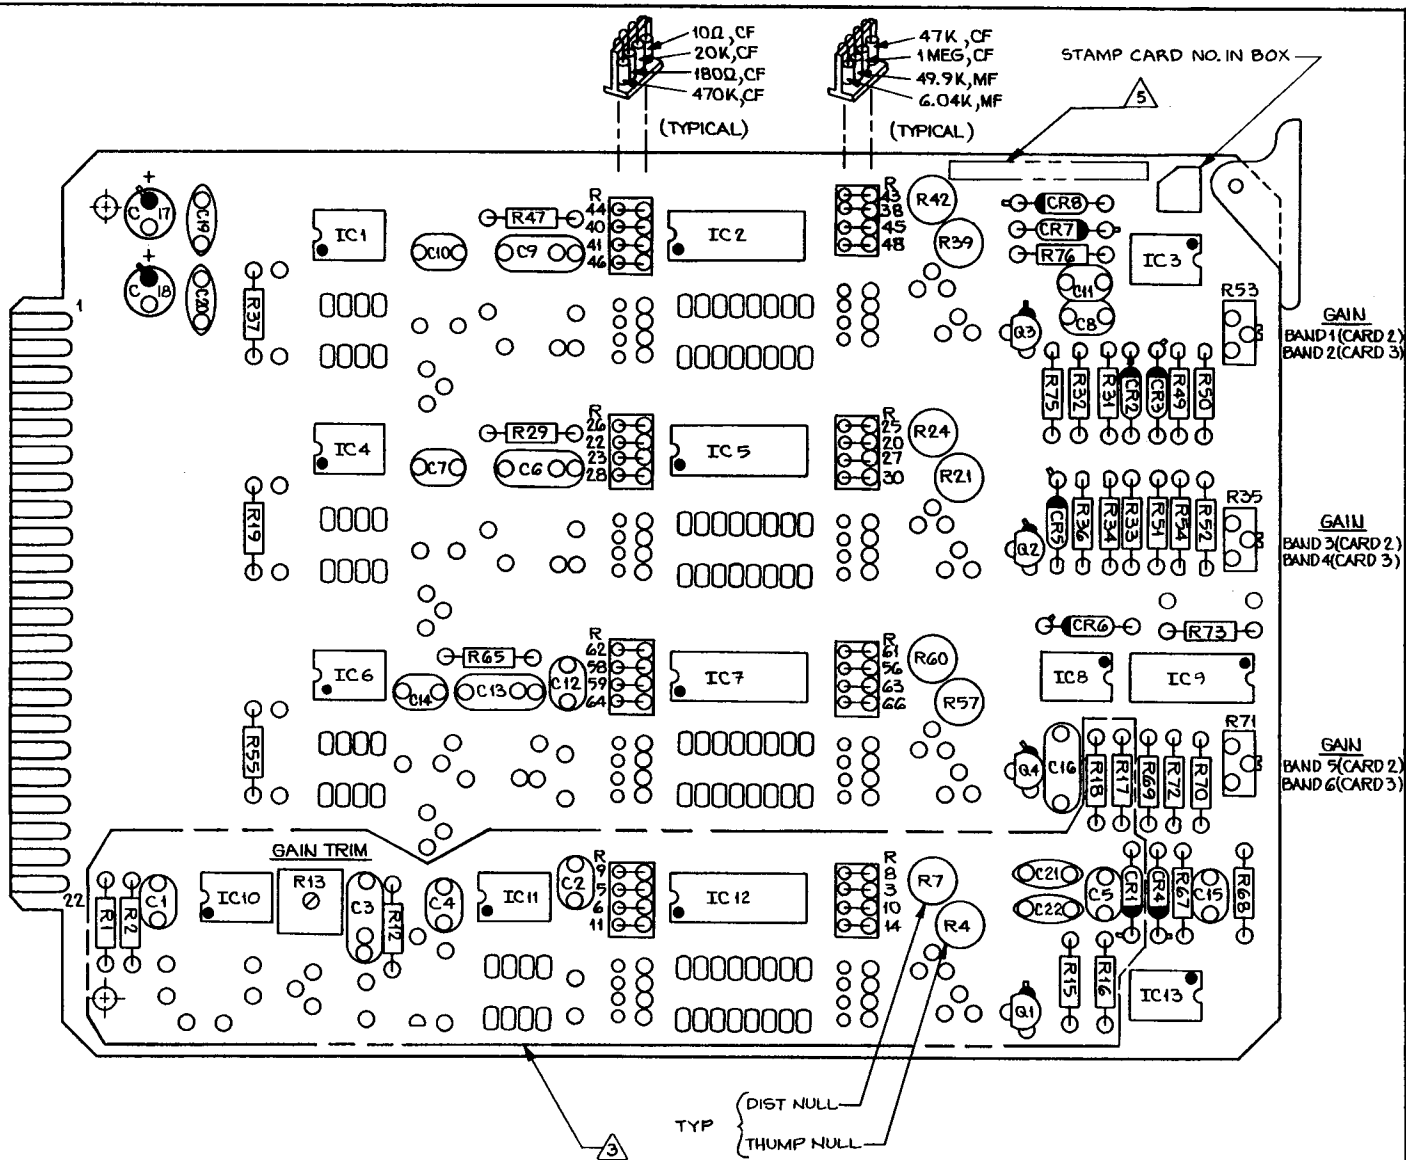 10Ω, CF
20K, CF
180Ω, CF
470K, CF
(TYPICAL)
47K, CF
1MEG, CF
49.9K, MF
6.04K, MF
(TYPICAL)
STAMP CARD NO. IN BOX
5
+
C 17
C19
+
C 18
C20
R37
IC1
C10
R47
C9
R
44
40
41
46
IC2
R
43
38
45
48
R42
R39
CR8
CR7
R76
C11
C8
Q3
IC3
R53
GAIN
BAND 1 (CARD 2)
BAND 2 (CARD 3)
R75
R32
R31
CR2
CR3
R49
R50
1
IC4
C7
R29
C6
R
26
22
23
28
IC5
R
25
20
27
30
R24
R21
R19
Q2
CR5
R36
R34
R33
R51
R54
R52
R35
GAIN
BAND 3 (CARD 2)
BAND 4 (CARD 3)
CR6
R73
IC6
R65
C14
C13
C12
R
62
58
59
64
IC7
R
61
56
63
66
R60
R57
IC8
IC9
R55
Q4
C16
R18
R17
R69
R72
R70
R71
GAIN
BAND 5 (CARD 2)
BAND 6 (CARD 3)
22
GAIN TRIM
R1
R2
C1
IC10
R13
C3
R12
C4
IC11
C2
R
9
5
6
11
IC12
R
8
3
10
14
R7
R4
C21
C22
C5
CR1
CR4
R67
C15
R68
Q1
R15
R16
IC13
3
TYP
DIST NULL
THUMP NULL